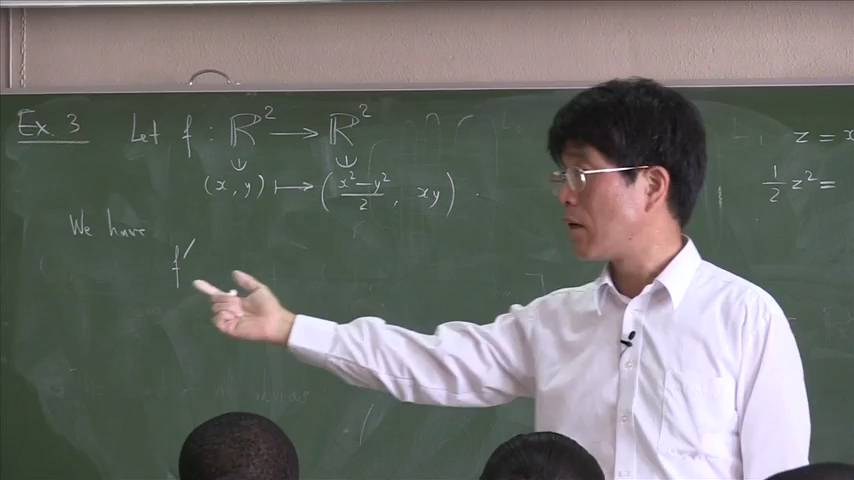 Ex. 3 Let f : ℝ² → ℝ²
(x, y) ↦ ( x²−y² / 2 , xy ) .
We have
f′
z =
1/2 z² =